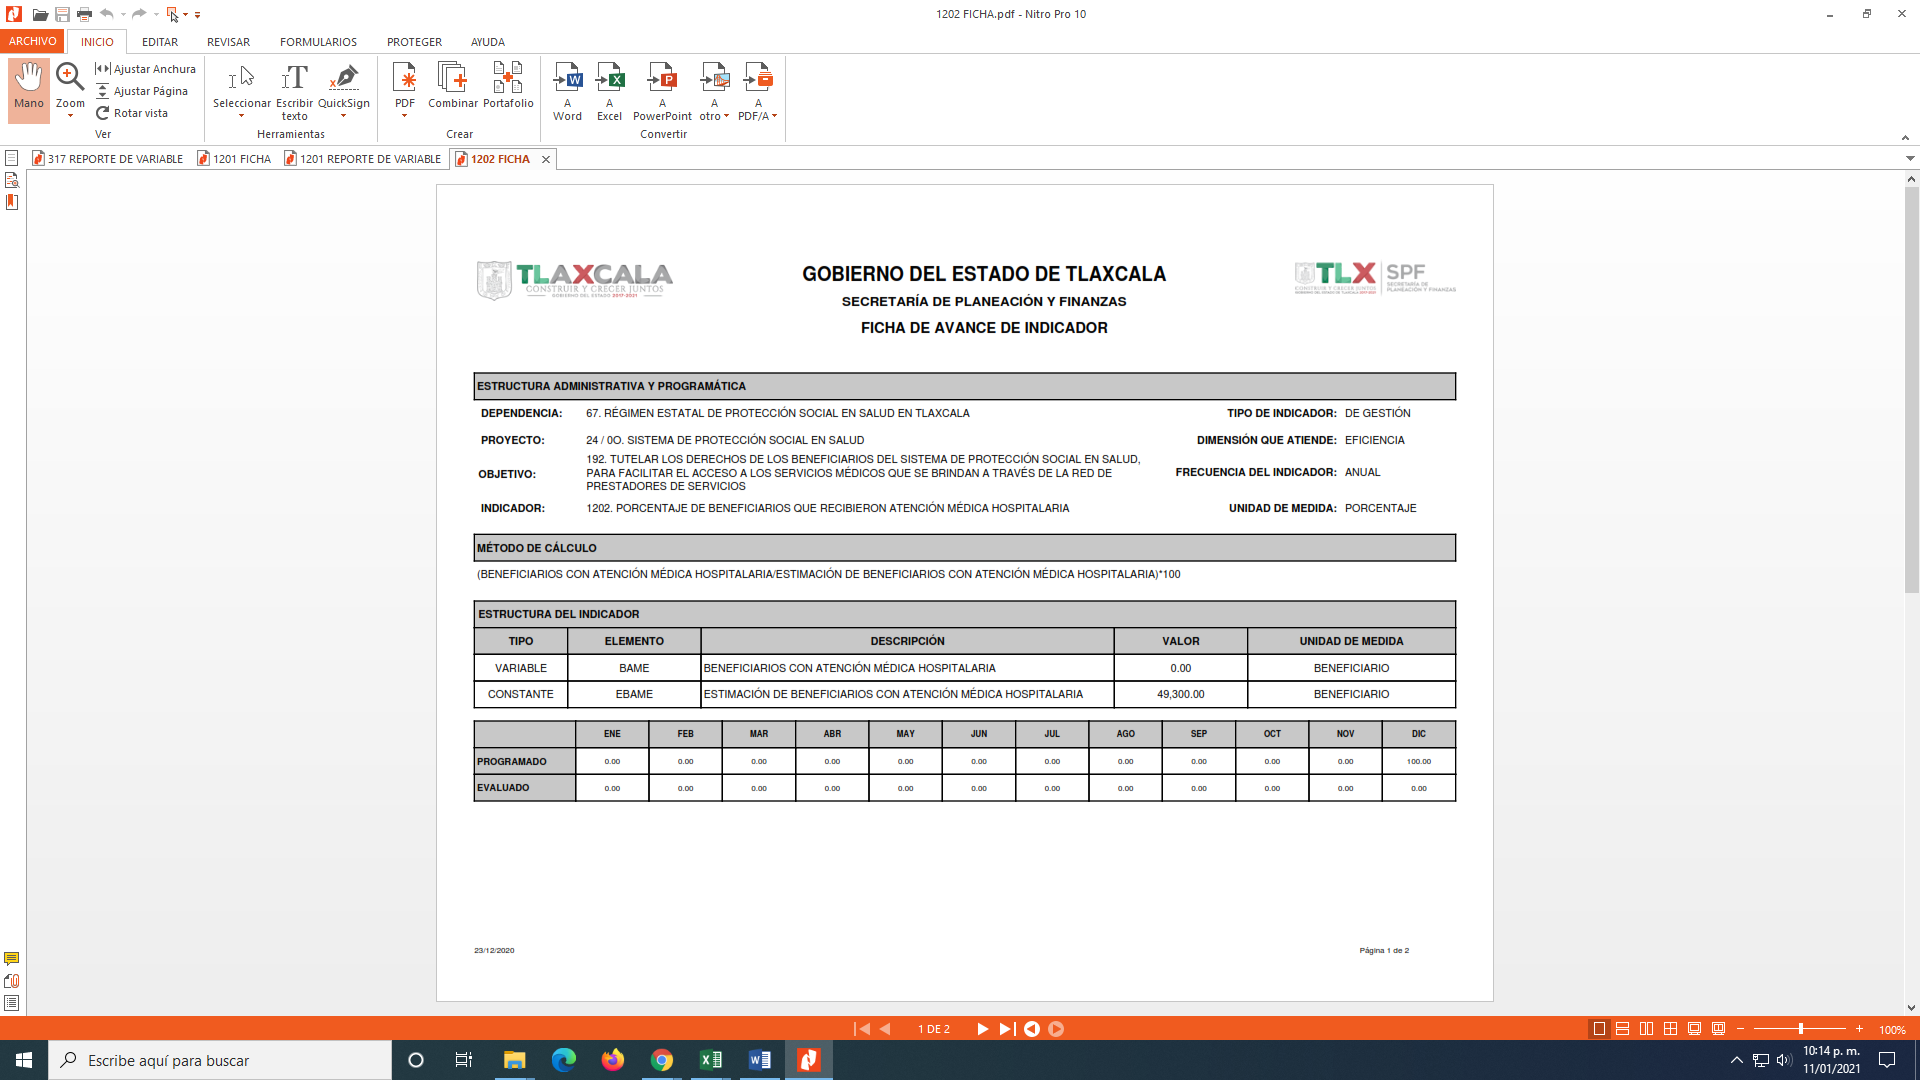 1202 FICHA.pdf - Nitro Pro 10
ARCHIVO INICIO EDITAR REVISAR FORMULARIOS PROTEGER AYUDA
Mano Zoom
Ajustar Anchura
Ajustar Página
Rotar vista
Ver
Seleccionar Escribir texto QuickSign
Herramientas
PDF Combinar Portafolio
Crear
A Word A Excel A PowerPoint A otro A PDF/A
Convertir
317 REPORTE DE VARIABLE 1201 FICHA 1201 REPORTE DE VARIABLE 1202 FICHA
TLAXCALA
CONSTRUIR Y CRECER JUNTOS
GOBIERNO DEL ESTADO 2017-2021
GOBIERNO DEL ESTADO DE TLAXCALA
SECRETARÍA DE PLANEACIÓN Y FINANZAS
FICHA DE AVANCE DE INDICADOR
TLX SPF
CONSTRUIR Y CRECER JUNTOS
SECRETARÍA DE
PLANEACIÓN Y FINANZAS
ESTRUCTURA ADMINISTRATIVA Y PROGRAMÁTICA
DEPENDENCIA: 67. RÉGIMEN ESTATAL DE PROTECCIÓN SOCIAL EN SALUD EN TLAXCALA TIPO DE INDICADOR: DE GESTIÓN
PROYECTO: 24 / 0O. SISTEMA DE PROTECCIÓN SOCIAL EN SALUD DIMENSIÓN QUE ATIENDE: EFICIENCIA
OBJETIVO: 192. TUTELAR LOS DERECHOS DE LOS BENEFICIARIOS DEL SISTEMA DE PROTECCIÓN SOCIAL EN SALUD,
PARA FACILITAR EL ACCESO A LOS SERVICIOS MÉDICOS QUE SE BRINDAN A TRAVÉS DE LA RED DE
PRESTADORES DE SERVICIOS
FRECUENCIA DEL INDICADOR: ANUAL
INDICADOR: 1202. PORCENTAJE DE BENEFICIARIOS QUE RECIBIERON ATENCIÓN MÉDICA HOSPITALARIA UNIDAD DE MEDIDA: PORCENTAJE
MÉTODO DE CÁLCULO
(BENEFICIARIOS CON ATENCIÓN MÉDICA HOSPITALARIA/ESTIMACIÓN DE BENEFICIARIOS CON ATENCIÓN MÉDICA HOSPITALARIA)*100
ESTRUCTURA DEL INDICADOR
TIPO ELEMENTO DESCRIPCIÓN VALOR UNIDAD DE MEDIDA
VARIABLE BAME BENEFICIARIOS CON ATENCIÓN MÉDICA HOSPITALARIA 0.00 BENEFICIARIO
CONSTANTE EBAME ESTIMACIÓN DE BENEFICIARIOS CON ATENCIÓN MÉDICA HOSPITALARIA 49,300.00 BENEFICIARIO
ENE FEB MAR ABR MAY JUN JUL AGO SEP OCT NOV DIC
PROGRAMADO 0.00 0.00 0.00 0.00 0.00 0.00 0.00 0.00 0.00 0.00 0.00 100.00
EVALUADO 0.00 0.00 0.00 0.00 0.00 0.00 0.00 0.00 0.00 0.00 0.00 0.00
23/12/2020 Página 1 de 2
1 DE 2
100%
Escribe aquí para buscar
10:14 p. m.
11/01/2021